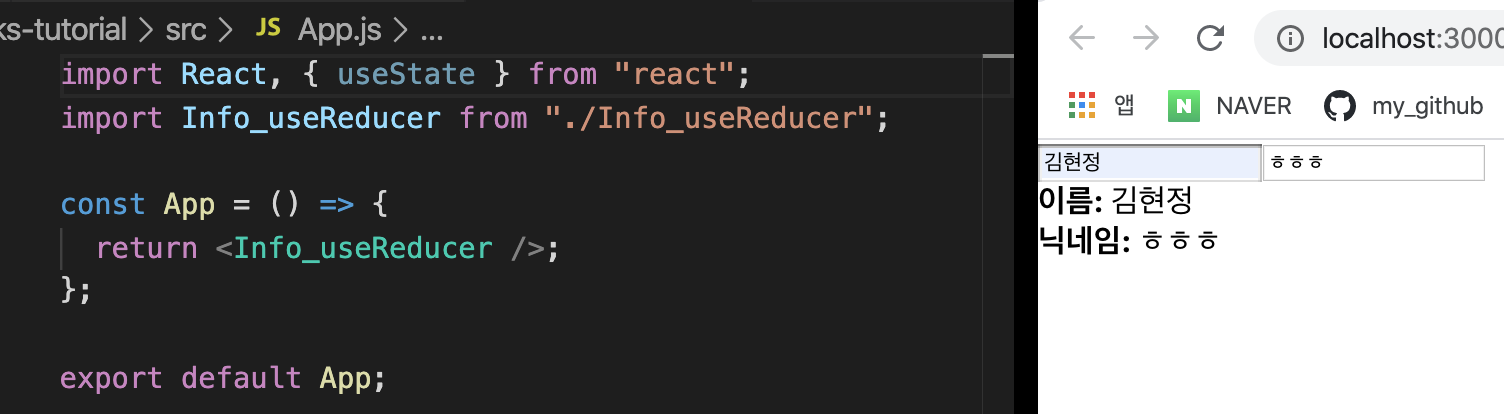 ks-tutorial > src > JS App.js > ...
import React, { useState } from "react";
import Info_useReducer from "./Info_useReducer";
const App = () => {
return <Info_useReducer />;
};
export default App;
localhost:3000
앱 N NAVER my_github
김현정 ㅎㅎㅎ
이름: 김현정
닉네임: ㅎㅎㅎ